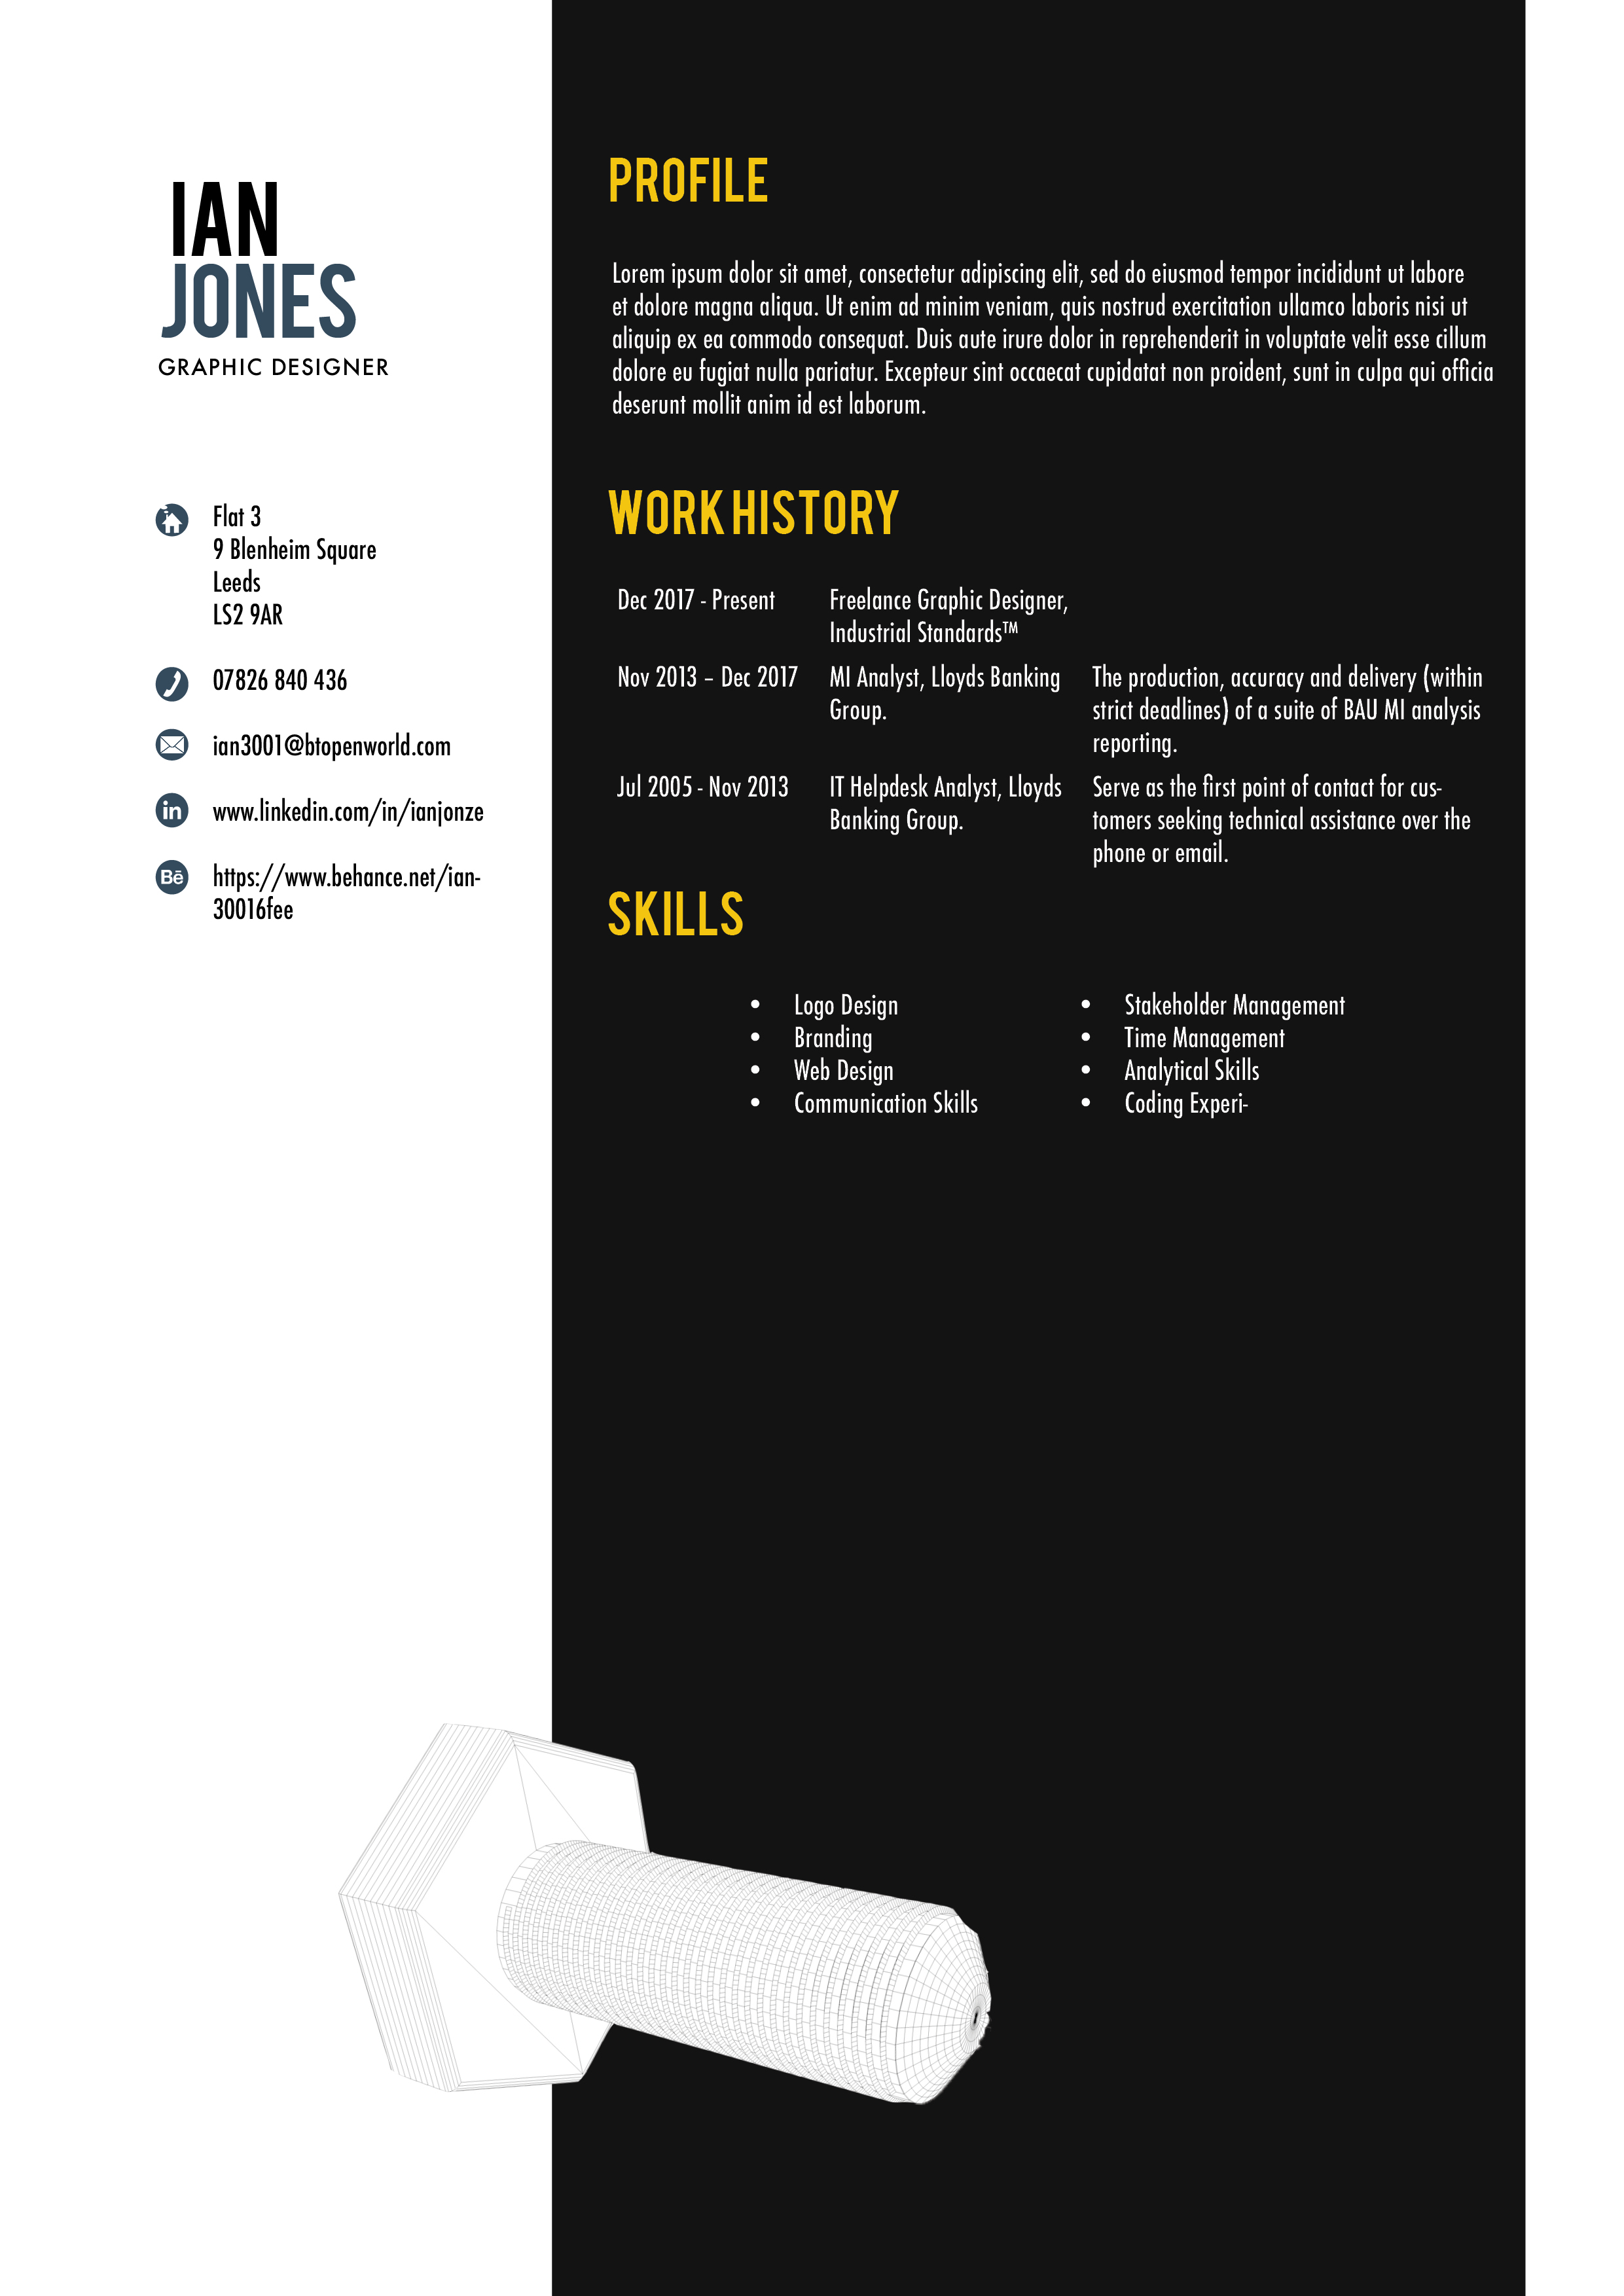 IAN
JONES
GRAPHIC DESIGNER
Flat 3
9 Blenheim Square
Leeds
LS2 9AR
07826 840 436
ian3001@btopenworld.com
in
www.linkedin.com/in/ianjonze
Bē
https://www.behance.net/ian-
30016fee
PROFILE
Lorem ipsum dolor sit amet, consectetur adipiscing elit, sed do eiusmod tempor incididunt ut labore
et dolore magna aliqua. Ut enim ad minim veniam, quis nostrud exercitation ullamco laboris nisi ut
aliquip ex ea commodo consequat. Duis aute irure dolor in reprehenderit in voluptate velit esse cillum
dolore eu fugiat nulla pariatur. Excepteur sint occaecat cupidatat non proident, sunt in culpa qui officia
deserunt mollit anim id est laborum.
WORK HISTORY
Dec 2017 - Present
Freelance Graphic Designer,
Industrial Standards™
Nov 2013 – Dec 2017
MI Analyst, Lloyds Banking
Group.
The production, accuracy and delivery (within
strict deadlines) of a suite of BAU MI analysis
reporting.
Jul 2005 - Nov 2013
IT Helpdesk Analyst, Lloyds
Banking Group.
Serve as the first point of contact for cus-
tomers seeking technical assistance over the
phone or email.
SKILLS
• Logo Design
• Branding
• Web Design
• Communication Skills
• Stakeholder Management
• Time Management
• Analytical Skills
• Coding Experi-